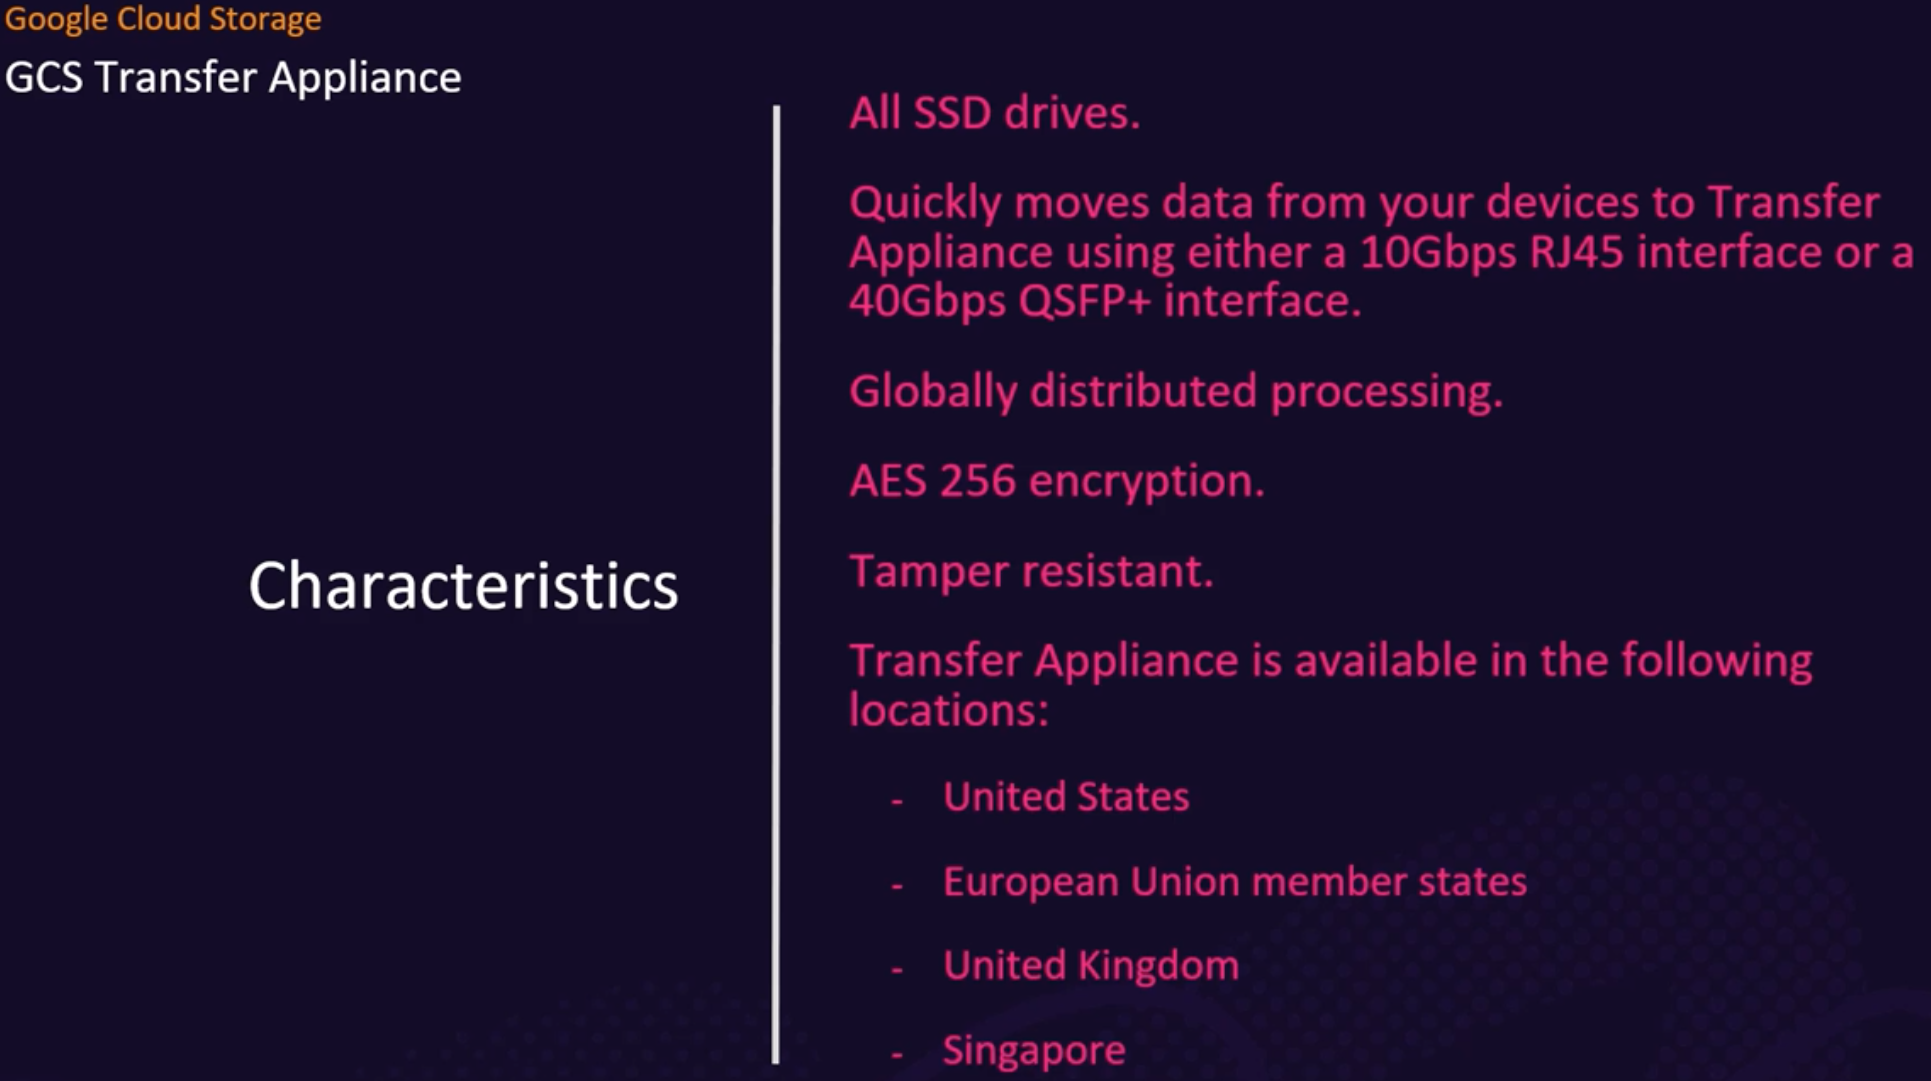 Google Cloud Storage
GCS Transfer Appliance
Characteristics
All SSD drives.
Quickly moves data from your devices to Transfer
Appliance using either a 10Gbps RJ45 interface or a
40Gbps QSFP+ interface.
Globally distributed processing.
AES 256 encryption.
Tamper resistant.
Transfer Appliance is available in the following
locations:
- United States
- European Union member states
- United Kingdom
- Singapore